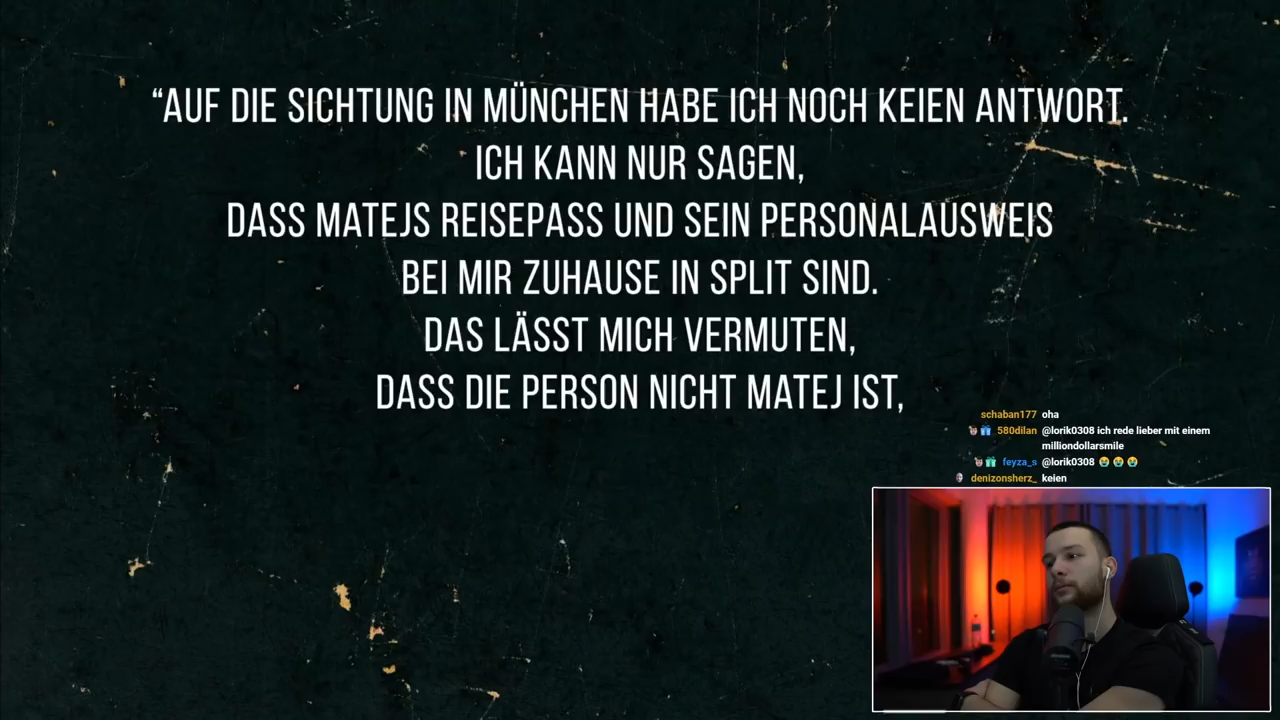 “AUF DIE SICHTUNG IN MÜNCHEN HABE ICH NOCH KEIEN ANTWORT.
ICH KANN NUR SAGEN,
DASS MATEJS REISEPASS UND SEIN PERSONALAUSWEIS
BEI MIR ZUHAUSE IN SPLIT SIND.
DAS LÄSST MICH VERMUTEN,
DASS DIE PERSON NICHT MATEJ IST,
schaban177 oha
580dilan @lorik0308 ich rede lieber mit einem
milliondollarsmile
feyza_s @lorik0308 😭 😭 😭
denizonsherz_ keien